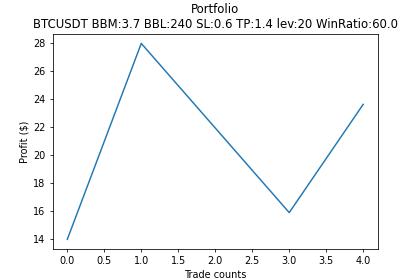 Portfolio
BTCUSDT BBM:3.7 BBL:240 SL:0.6 TP:1.4 lev:20 WinRatio:60.0
28
26
24
22
20
18
16
14
Profit ($)
0.0 0.5 1.0 1.5 2.0 2.5 3.0 3.5 4.0
Trade counts